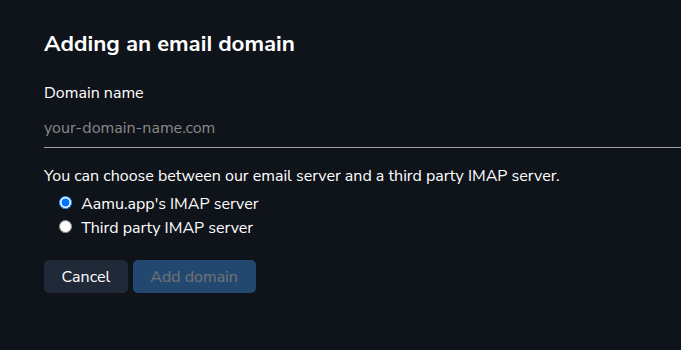 Adding an email domain
Domain name
your-domain-name.com
You can choose between our email server and a third party IMAP server.
Aamu.app's IMAP server
Third party IMAP server
Cancel Add domain